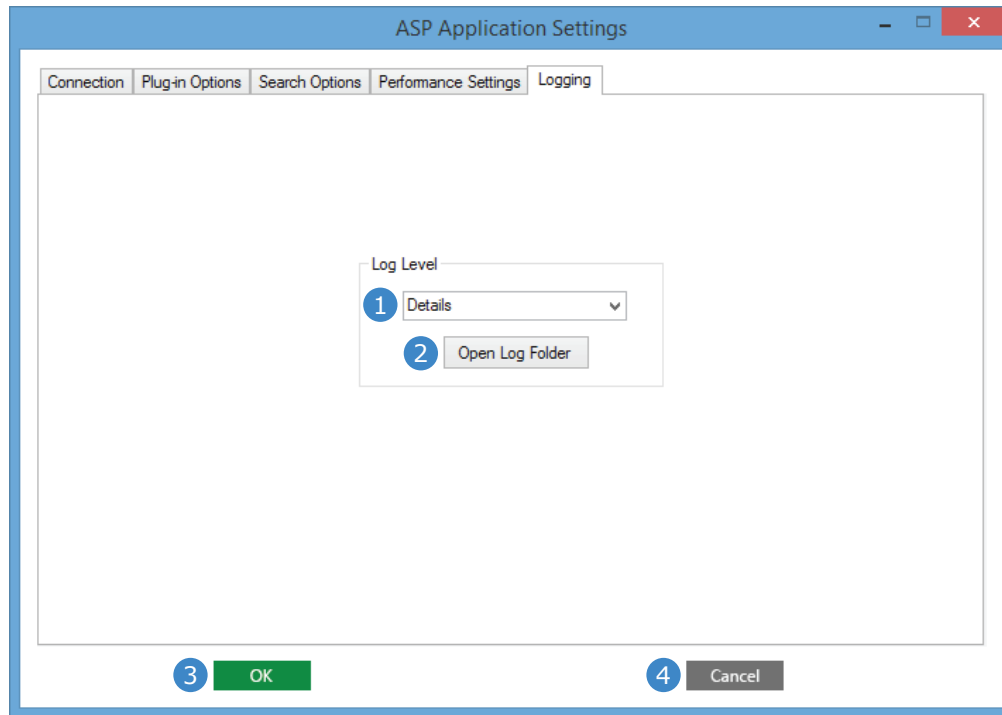 ASP Application Settings
Connection Plug-in Options Search Options Performance Settings Logging
Log Level
1 Details
2 Open Log Folder
3 OK 4 Cancel